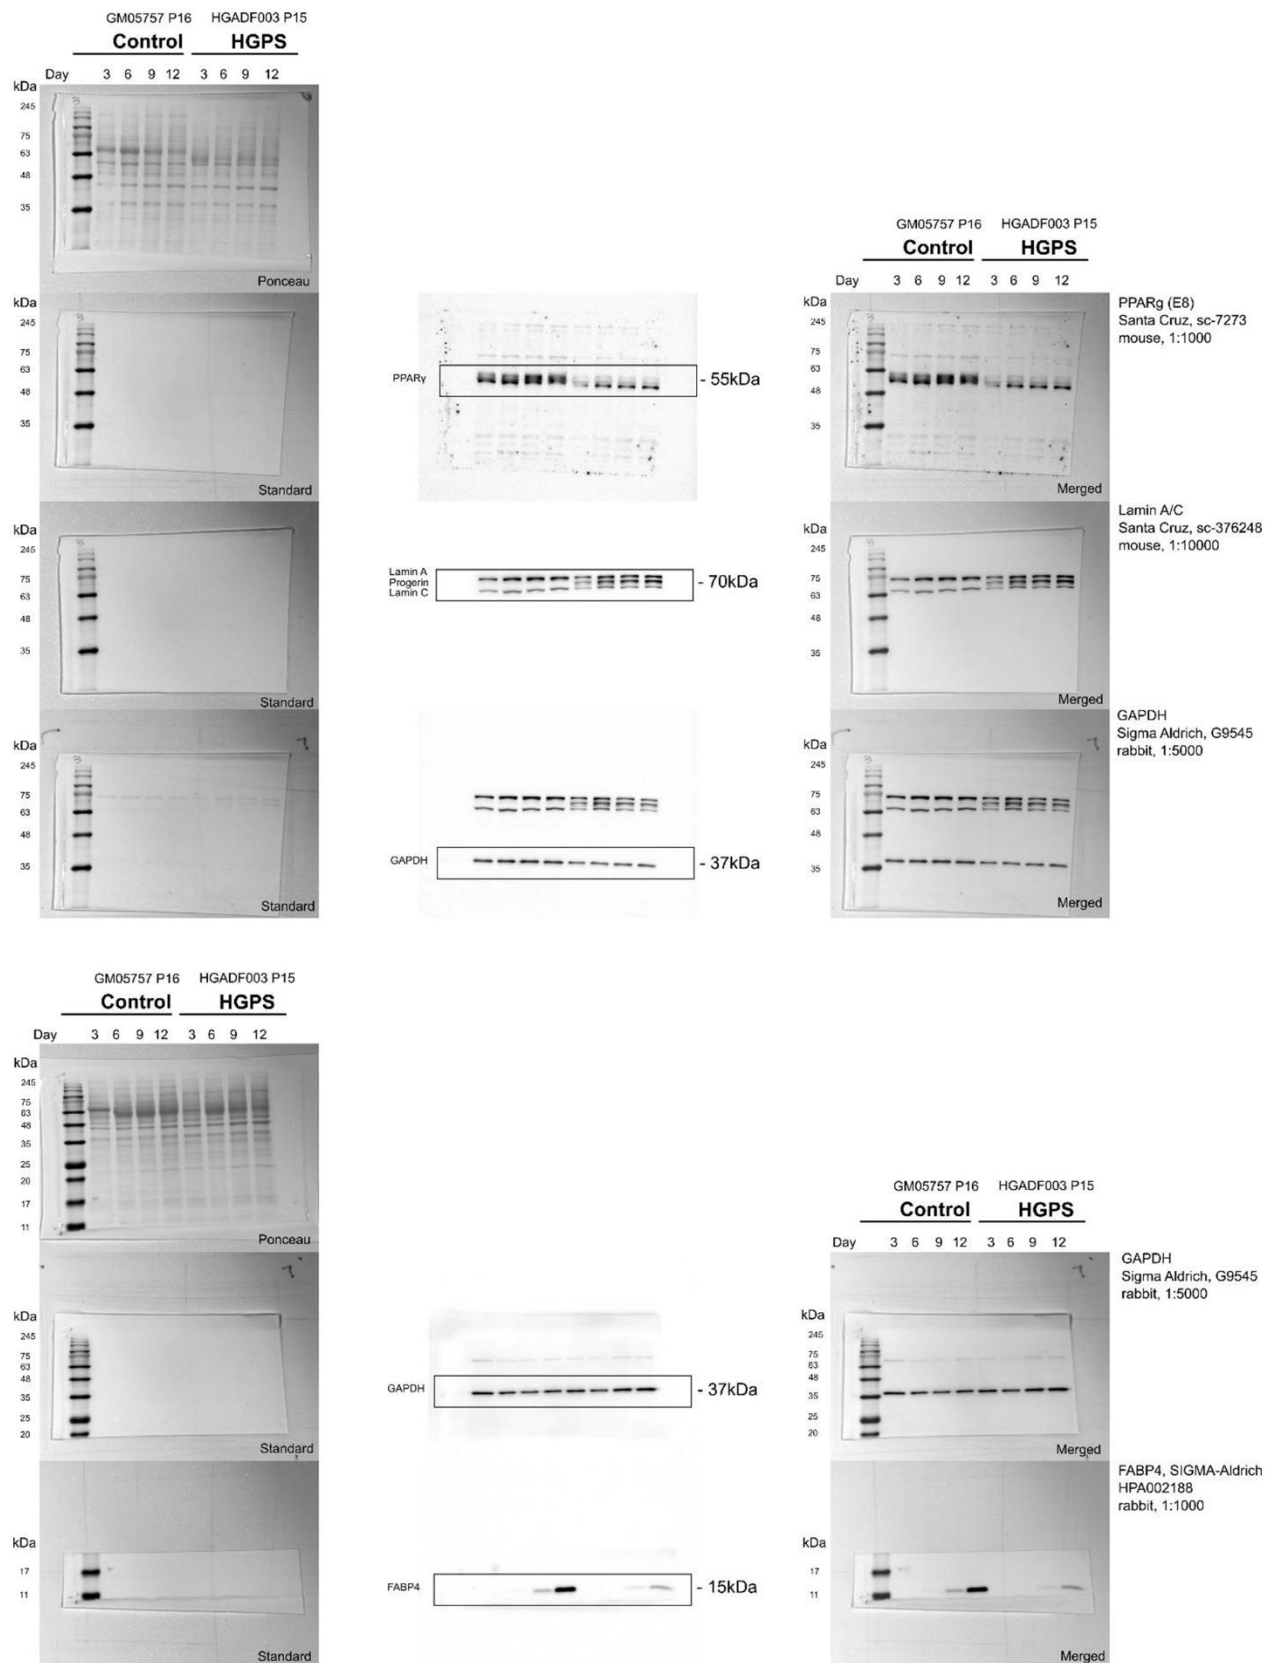 GM05757 P16 HGADF003 P15
Control HGPS
Day 3 6 9 12 3 6 9 12
kDa
245
75
63
48
35
Ponceau
kDa
245
75
63
48
35
Standard
PPARγ
- 55kDa
GM05757 P16 HGADF003 P15
Control HGPS
Day 3 6 9 12 3 6 9 12
kDa
245
75
63
48
35
Merged
PPARg (E8)
Santa Cruz, sc-7273
mouse, 1:1000
kDa
245
75
63
48
35
Standard
Lamin A
Progerin
Lamin C
- 70kDa
kDa
245
75
63
48
35
Merged
Lamin A/C
Santa Cruz, sc-376248
mouse, 1:10000
kDa
245
75
63
48
35
Standard
GAPDH
- 37kDa
kDa
245
75
63
48
35
Merged
GAPDH
Sigma Aldrich, G9545
rabbit, 1:5000
GM05757 P16 HGADF003 P15
Control HGPS
Day 3 6 9 12 3 6 9 12
kDa
245
75
63
48
35
25
20
17
11
Ponceau
kDa
245
75
63
48
35
25
20
Standard
GAPDH
- 37kDa
GM05757 P16 HGADF003 P15
Control HGPS
Day 3 6 9 12 3 6 9 12
kDa
245
75
63
48
35
25
20
Merged
GAPDH
Sigma Aldrich, G9545
rabbit, 1:5000
kDa
17
11
Standard
FABP4
- 15kDa
kDa
17
11
Merged
FABP4, SIGMA-Aldrich
HPA002188
rabbit, 1:1000